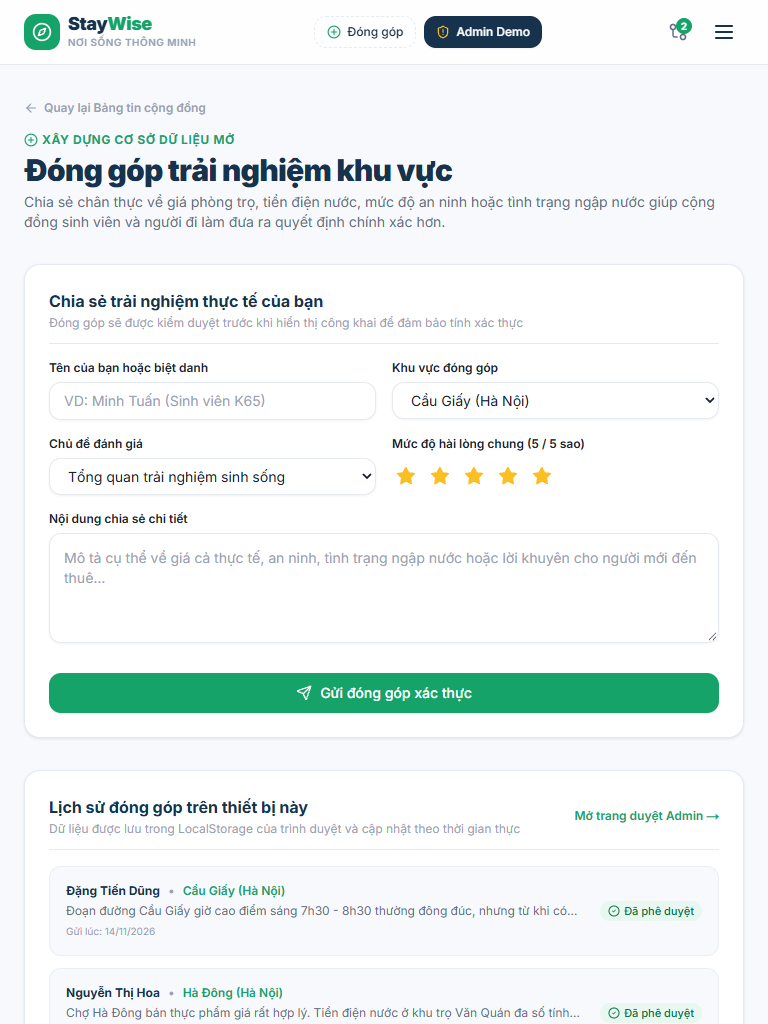 StayWise
NƠI SỐNG THÔNG MINH
Đóng góp
Admin Demo
2
Quay lại Bảng tin cộng đồng
XÂY DỰNG CƠ SỞ DỮ LIỆU MỞ
Đóng góp trải nghiệm khu vực
Chia sẻ chân thực về giá phòng trọ, tiền điện nước, mức độ an ninh hoặc tình trạng ngập nước giúp cộng
đồng sinh viên và người đi làm đưa ra quyết định chính xác hơn.
Chia sẻ trải nghiệm thực tế của bạn
Đóng góp sẽ được kiểm duyệt trước khi hiển thị công khai để đảm bảo tính xác thực
Tên của bạn hoặc biệt danh
Khu vực đóng góp
VD: Minh Tuấn (Sinh viên K65)
Cầu Giấy (Hà Nội)
Chủ đề đánh giá
Mức độ hài lòng chung (5 / 5 sao)
Tổng quan trải nghiệm sinh sống
Nội dung chia sẻ chi tiết
Mô tả cụ thể về giá cả thực tế, an ninh, tình trạng ngập nước hoặc lời khuyên cho người mới đến
thuê...
Gửi đóng góp xác thực
Lịch sử đóng góp trên thiết bị này
Dữ liệu được lưu trong LocalStorage của trình duyệt và cập nhật theo thời gian thực
Mở trang duyệt Admin →
Đặng Tiến Dũng • Cầu Giấy (Hà Nội)
Đoạn đường Cầu Giấy giờ cao điểm sáng 7h30 - 8h30 thường đông đúc, nhưng từ khi có...
Đã phê duyệt
Gửi lúc: 14/11/2026
Nguyễn Thị Hoa • Hà Đông (Hà Nội)
Chợ Hà Đông bán thực phẩm giá rất hợp lý. Tiền điện nước ở khu trọ Văn Quán đa số tính...
Đã phê duyệt